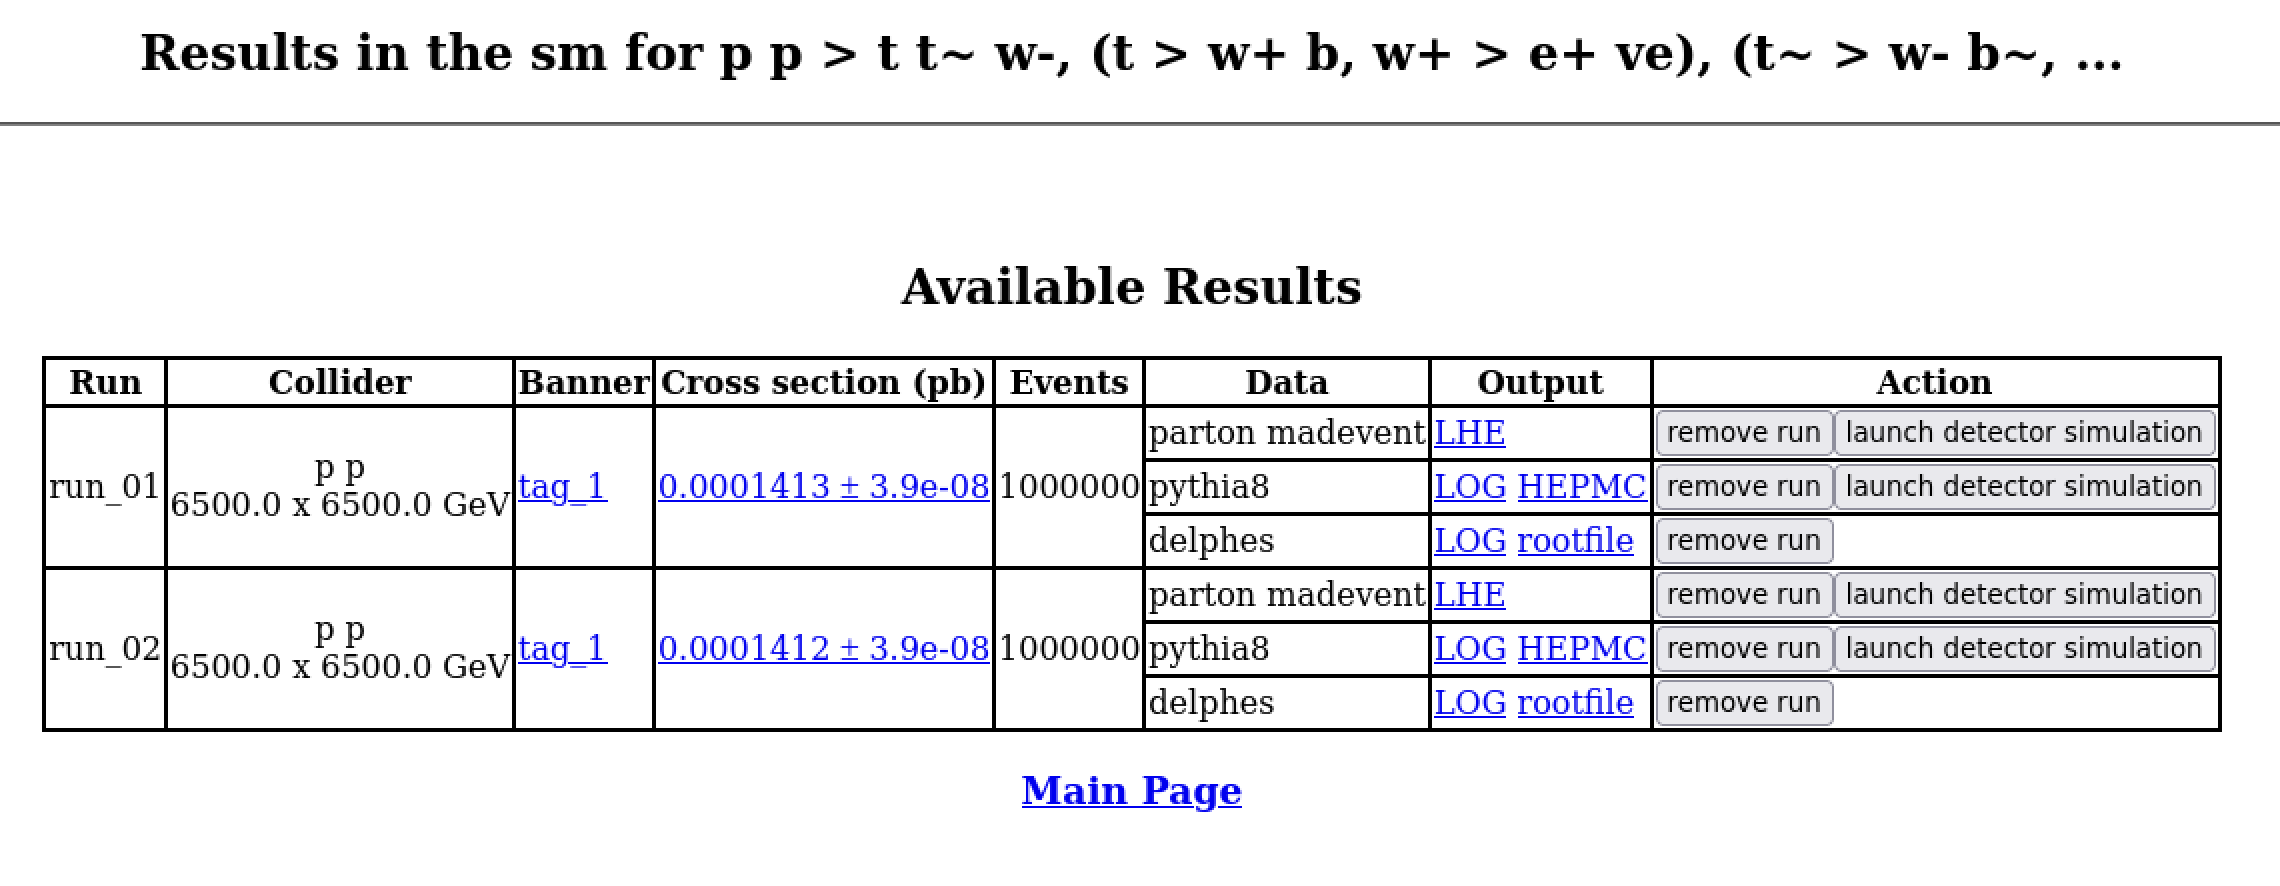 Results in the sm for p p > t t~ w-, (t > w+ b, w+ > e+ ve), (t~ > w- b~, ...
Available Results
Run Collider Banner Cross section (pb) Events Data Output Action
run_01 p p 6500.0 x 6500.0 GeV tag_1 0.0001413 ± 3.9e-08 1000000 parton madevent LHE remove run launch detector simulation
pythia8 LOG HEPMC remove run launch detector simulation
delphes LOG rootfile remove run
run_02 p p 6500.0 x 6500.0 GeV tag_1 0.0001412 ± 3.9e-08 1000000 parton madevent LHE remove run launch detector simulation
pythia8 LOG HEPMC remove run launch detector simulation
delphes LOG rootfile remove run
Main Page